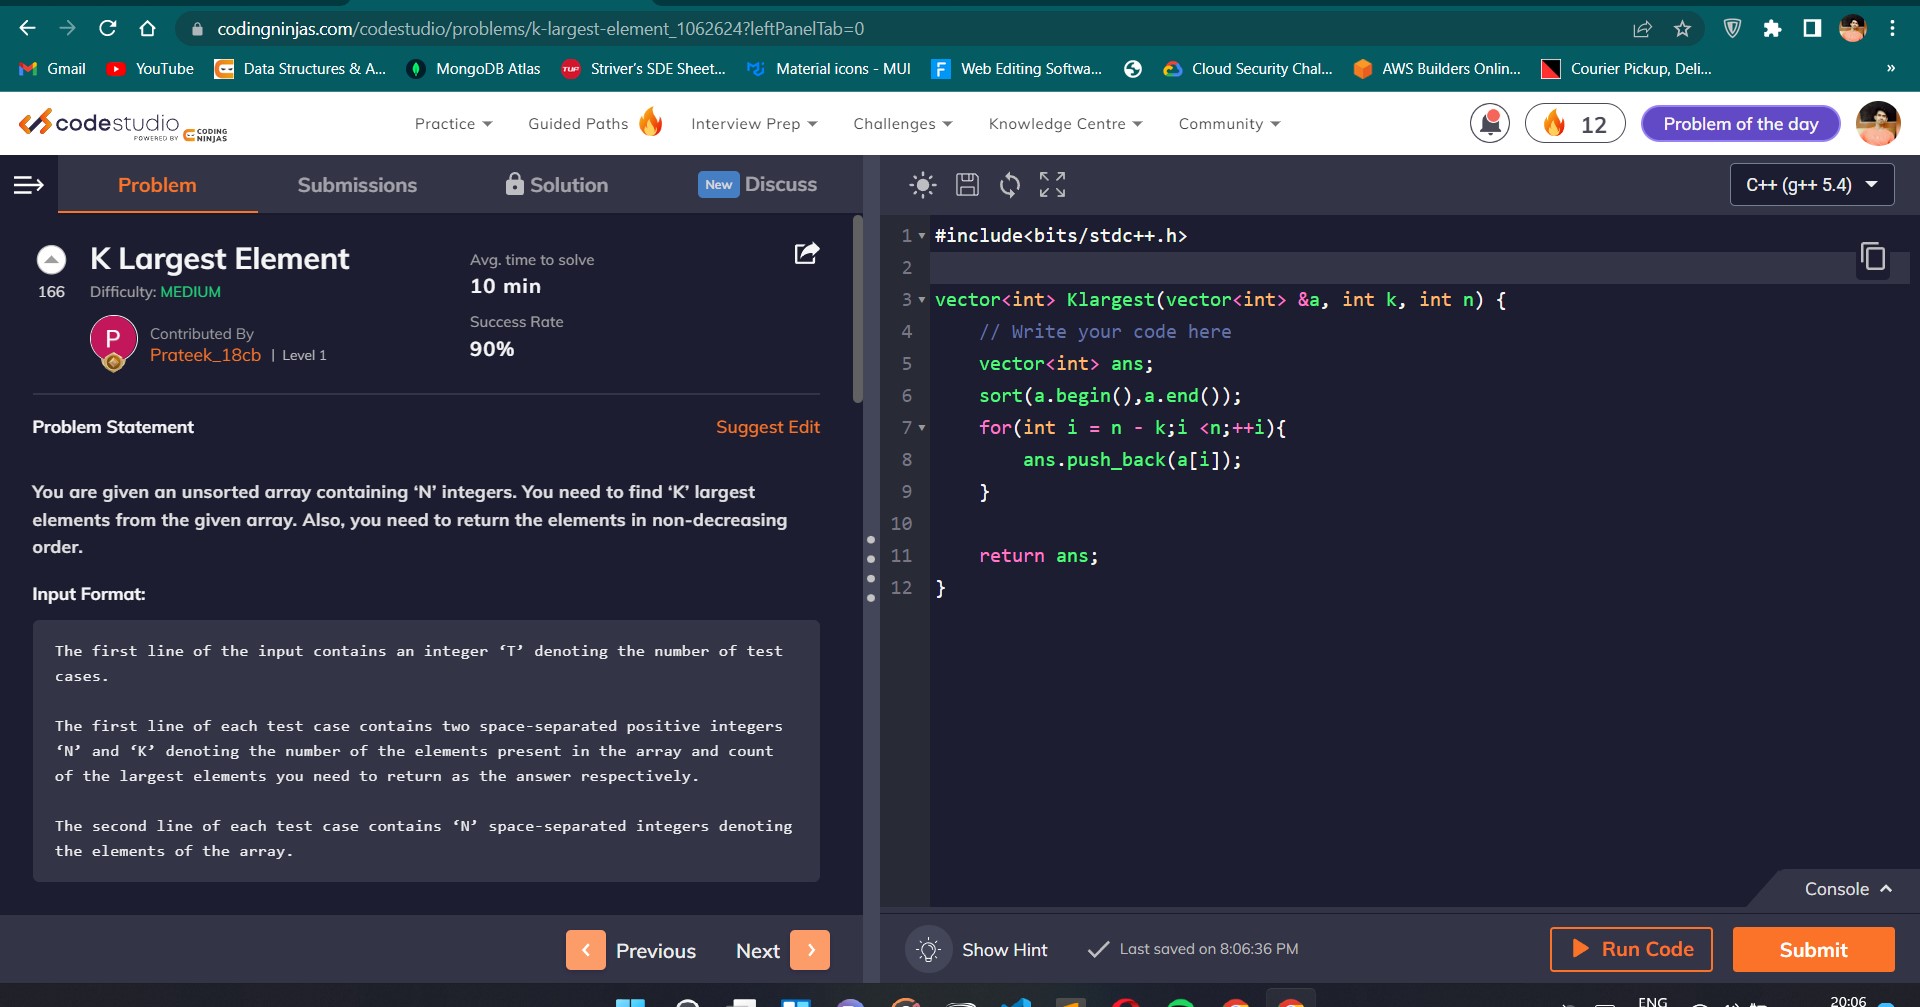 codingninjas.com/codestudio/problems/k-largest-element_1062624?leftPanelTab=0
Gmail YouTube Data Structures & A... MongoDB Atlas TUF Striver's SDE Sheet... Material icons - MUI Web Editing Softwa... Cloud Security Chal... AWS Builders Onlin... Courier Pickup, Deli... »
codestudio POWERED BY CODING NINJAS Practice Guided Paths Interview Prep Challenges Knowledge Centre Community 12 Problem of the day
Problem Submissions Solution New Discuss
K Largest Element
166
Difficulty: MEDIUM
P
Contributed By
Prateek_18cb | Level 1
Avg. time to solve
10 min
Success Rate
90%
Problem Statement Suggest Edit
You are given an unsorted array containing ‘N’ integers. You need to find ‘K’ largest
elements from the given array. Also, you need to return the elements in non-decreasing
order.
Input Format:
The first line of the input contains an integer ‘T’ denoting the number of test
cases.
The first line of each test case contains two space-separated positive integers
‘N’ and ‘K’ denoting the number of the elements present in the array and count
of the largest elements you need to return as the answer respectively.
The second line of each test case contains ‘N’ space-separated integers denoting
the elements of the array.
Previous Next
C++ (g++ 5.4)
1 #include<bits/stdc++.h>
2
3 vector<int> Klargest(vector<int> &a, int k, int n) {
4 // Write your code here
5 vector<int> ans;
6 sort(a.begin(),a.end());
7 for(int i = n - k;i <n;++i){
8 ans.push_back(a[i]);
9 }
10
11 return ans;
12 }
Console
Show Hint Last saved on 8:06:36 PM Run Code Submit
ENG 20:06